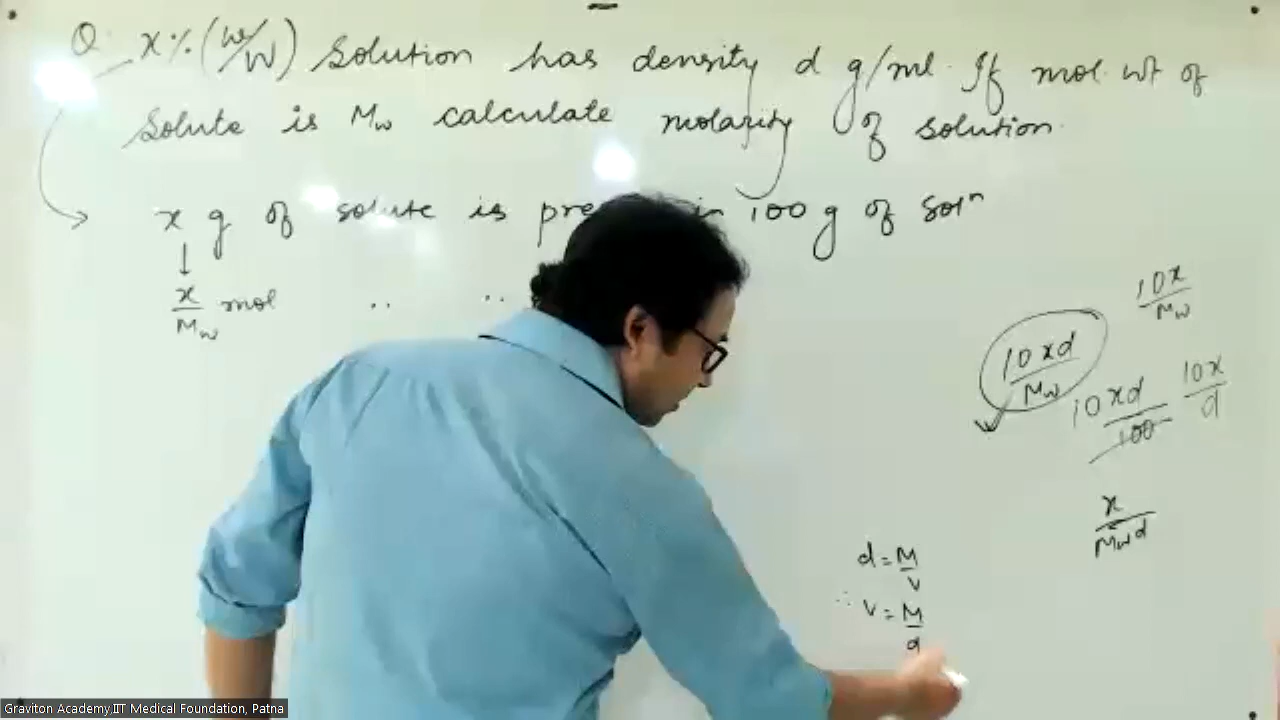 Q. x% (w/W) Solution has density d g/ml. If mol. wt of
Solute is Mw calculate molarity of solution.
x g of solute is in 100 g of Solⁿ
↓
x/Mw mol .. ..
10x/Mw
10xd/Mw
10xd/100
10x/d
x/Mwd
d = M/V
∴ V = M/d
Graviton Academy,IIT Medical Foundation, Patna